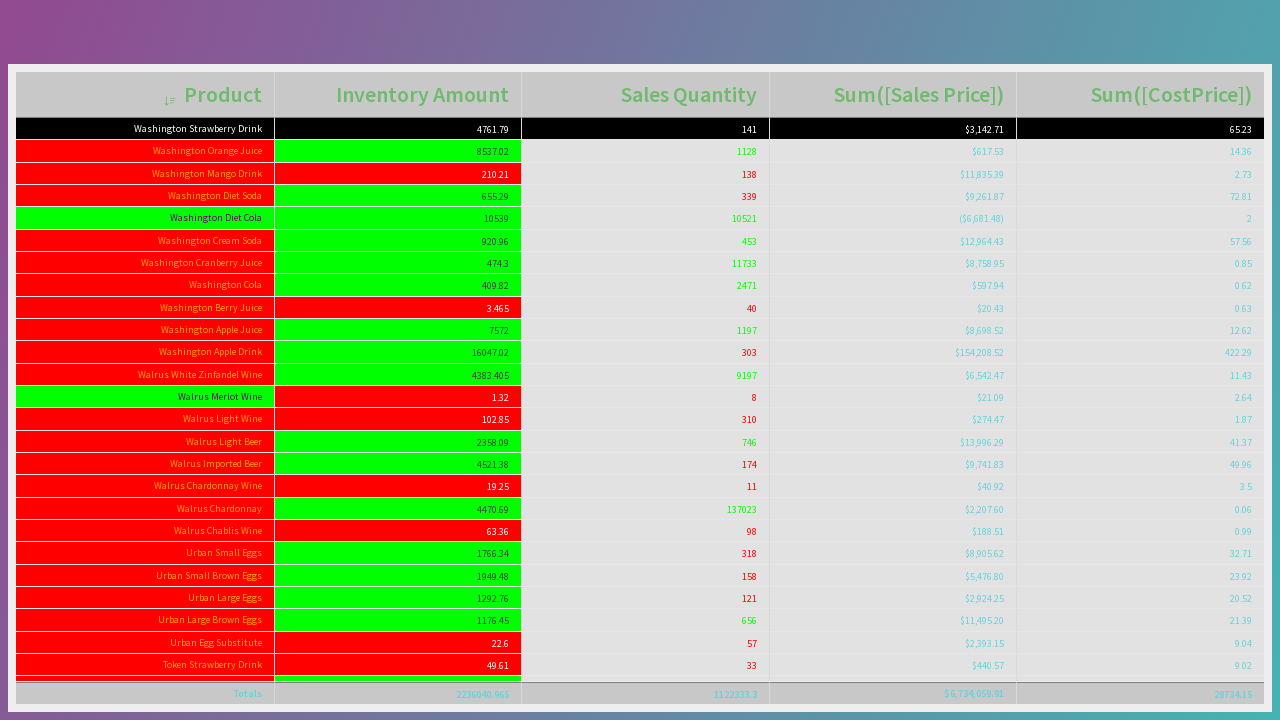 Product Inventory Amount Sales Quantity Sum([Sales Price]) Sum([CostPrice])
Washington Strawberry Drink 4761.79 141 $3,142.71 65.23
Washington Orange Juice 8537.02 1128 $617.53 14.36
Washington Mango Drink 210.21 138 $11,835.39 2.73
Washington Diet Soda 655.29 339 $9,261.87 72.81
Washington Diet Cola 10539 10521 ($6,681.48) 2
Washington Cream Soda 920.96 453 $12,964.43 57.56
Washington Cranberry Juice 474.3 11733 $8,758.95 0.85
Washington Cola 409.82 2471 $597.94 0.62
Washington Berry Juice 3.465 40 $20.43 0.63
Washington Apple Juice 7572 1197 $8,698.52 12.62
Washington Apple Drink 16047.02 303 $154,208.52 422.29
Walrus White Zinfandel Wine 4383.405 9197 $6,542.47 11.43
Walrus Merlot Wine 1.32 8 $21.09 2.64
Walrus Light Wine 102.85 310 $274.47 1.87
Walrus Light Beer 2358.09 746 $13,996.29 41.37
Walrus Imported Beer 4521.38 174 $9,741.83 49.96
Walrus Chardonnay Wine 19.25 11 $40.92 3.5
Walrus Chardonnay 4470.69 137023 $2,207.60 0.06
Walrus Chablis Wine 63.36 98 $188.51 0.99
Urban Small Eggs 1766.34 318 $8,905.62 32.71
Urban Small Brown Eggs 1949.48 158 $5,476.80 23.92
Urban Large Eggs 1292.76 121 $2,924.25 20.52
Urban Large Brown Eggs 1176.45 656 $11,495.20 21.39
Urban Egg Substitute 22.6 57 $2,393.15 9.04
Token Strawberry Drink 49.61 33 $440.57 9.02
Totals 2236040.965 1122333.3 $6,734,059.91 28734.15